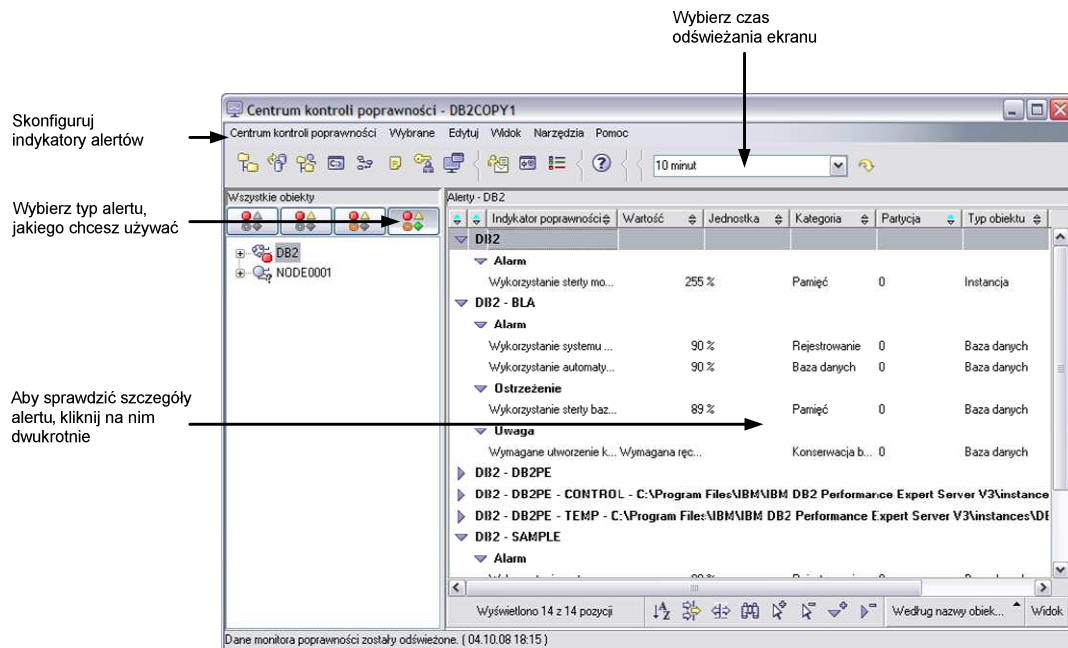 Wybierz czas
odświeżania ekranu
Skonfiguruj
indykatory alertów
Wybierz typ alertu,
jakiego chcesz używać
Aby sprawdzić szczegóły
alertu, kliknij na nim
dwukrotnie
Centrum kontroli poprawności - DB2COPY1
Centrum kontroli poprawności Wybrane Edytuj Widok Narzędzia Pomoc
10 minut
Wszystkie obiekty
DB2
NODE0001
Alerty - DB2
Indykator poprawności Wartość Jednostka Kategoria Partycja Typ obiektu
DB2
Alarm
Wykorzystanie sterty mo... 255 % Pamięć 0 Instancja
DB2 - BLA
Alarm
Wykorzystanie systemu ... 90 % Rejestrowanie 0 Baza danych
Wykorzystanie automaty... 90 % Baza danych 0 Baza danych
Ostrzeżenie
Wykorzystanie sterty baz... 89 % Pamięć 0 Baza danych
Uwaga
Wymagane utworzenie k... Wymagana ręc... Konserwacja b... 0 Baza danych
DB2 - DB2PE
DB2 - DB2PE - CONTROL - C:\Program Files\IBM\IBM DB2 Performance Expert Server V3\instance
DB2 - DB2PE - TEMP - C:\Program Files\IBM\IBM DB2 Performance Expert Server V3\instances\DE
DB2 - SAMPLE
Alarm
Wyświetlono 14 z 14 pozycji
Według nazwy obiek... Widok
Dane monitora poprawności zostały odświeżone. ( 04.10.08 18:15 )